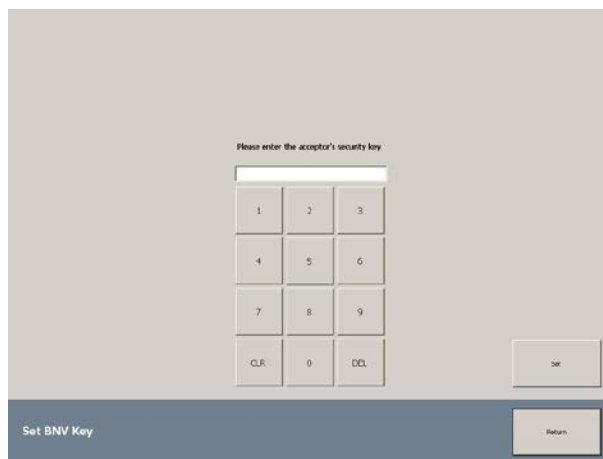 Please enter the acceptor's security key
1 2 3
4 5 6
7 8 9
CLR 0 DEL
Set
Set BNV Key
Return